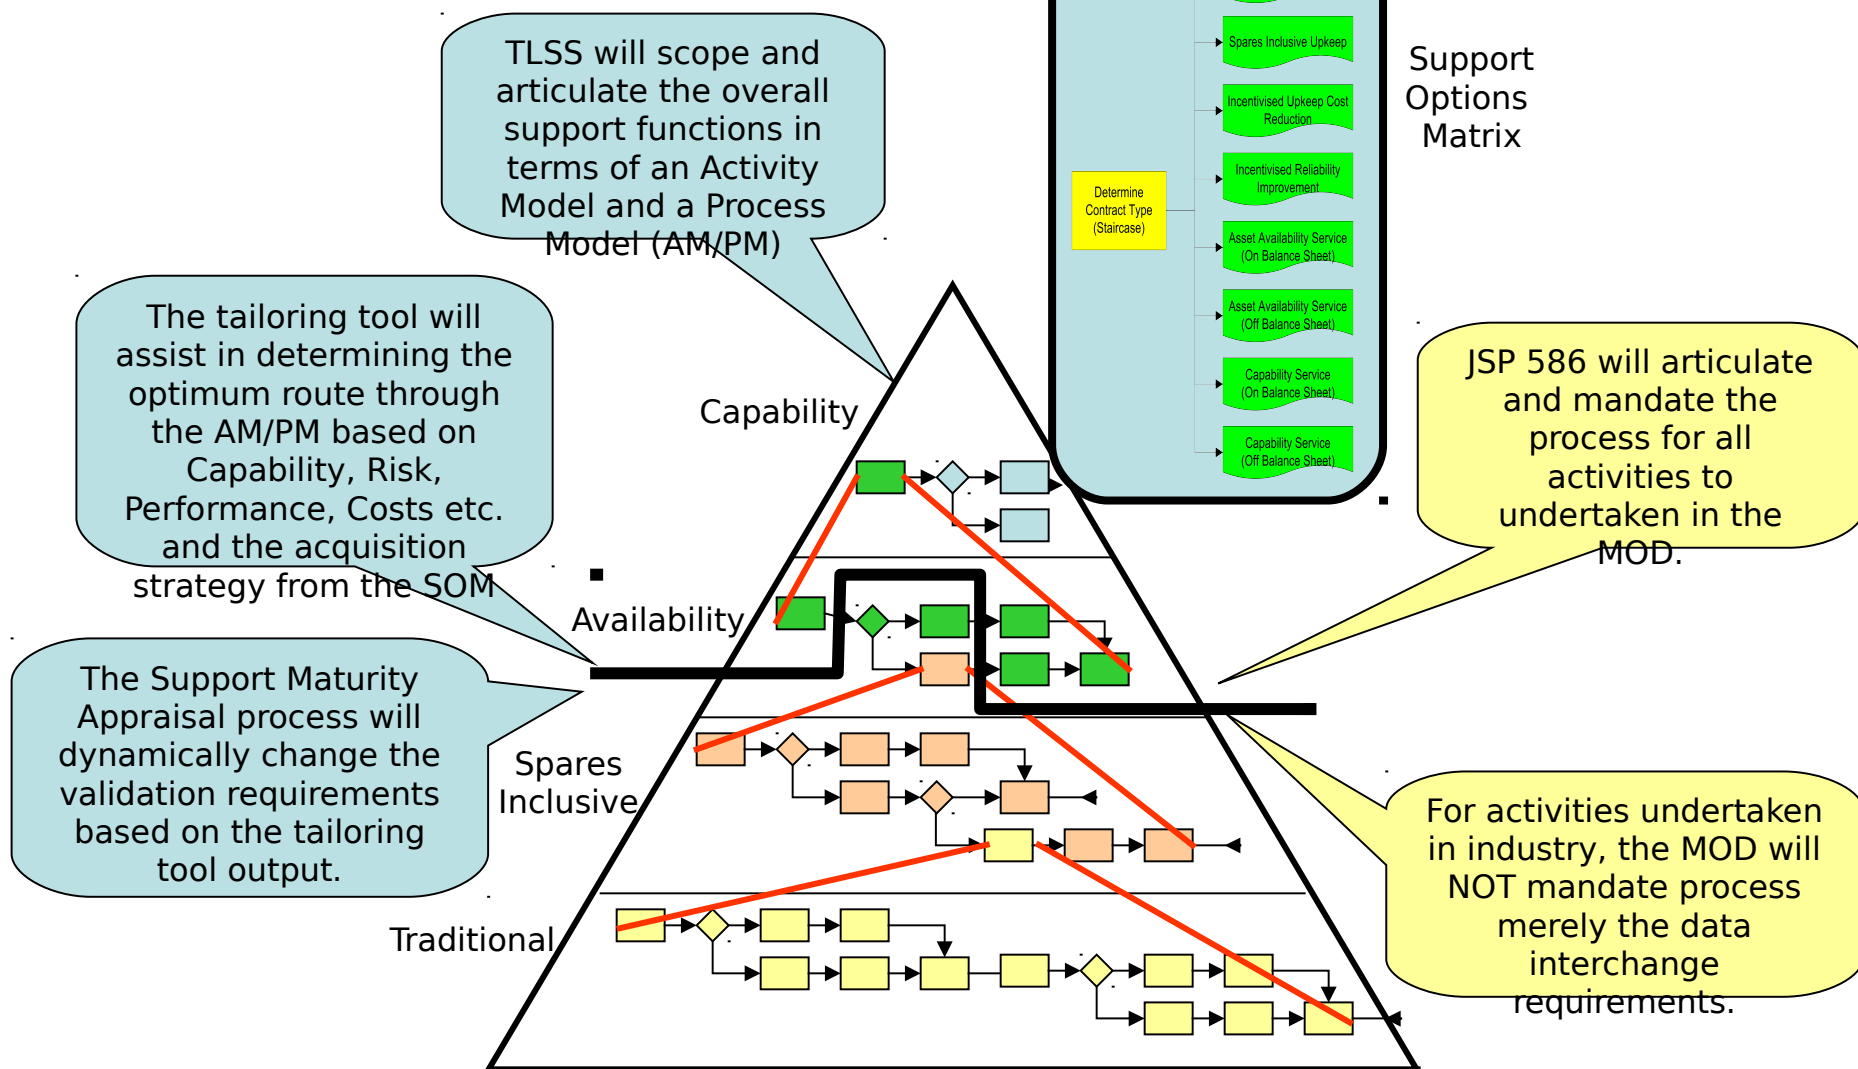 TLSS will scope and
articulate the overall
support functions in
terms of an Activity
Model and a Process
Model (AM/PM)
Spares Inclusive Upkeep
Incentivised Upkeep Cost
Reduction
Incentivised Reliability
Improvement
Determine
Contract Type
(Staircase)
Asset Availability Service
(On Balance Sheet)
Asset Availability Service
(Off Balance Sheet)
Capability Service
(On Balance Sheet)
Capability Service
(Off Balance Sheet)
Support
Options
Matrix
The tailoring tool will
assist in determining the
optimum route through
the AM/PM based on
Capability, Risk,
Performance, Costs etc.
and the acquisition
strategy from the SOM
JSP 586 will articulate
and mandate the
process for all
activities to
undertaken in the
MOD.
Capability
Availability
The Support Maturity
Appraisal process will
dynamically change the
validation requirements
based on the tailoring
tool output.
Spares
Inclusive
For activities undertaken
in industry, the MOD will
NOT mandate process
merely the data
interchange
requirements.
Traditional